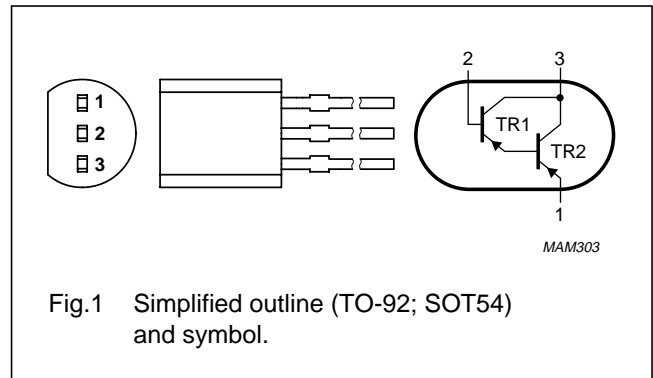 1
2
3
2
3
TR1
TR2
1
MAM303
Fig.1 Simplified outline (TO-92; SOT54)
and symbol.